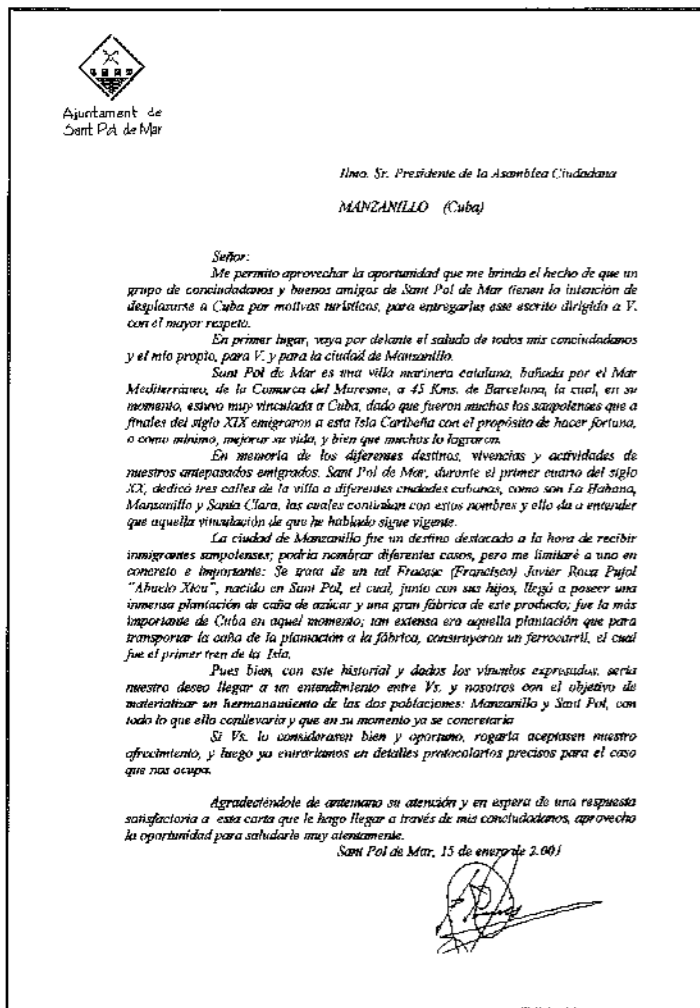 Ajuntament de
Sant Pol de Mar
Ilmo. Sr. Presidente de la Asamblea Ciudadana
MANZANILLO (Cuba)
Señor:
Me permito aprovechar la oportunidad que me brinda el hecho de que un
grupo de conciudadanos y buenos amigos de Sant Pol de Mar tienen la intención de
desplazarse a Cuba por motivos turísticos, para entregarles este escrito dirigido a V.
con el mayor respeto.
En primer lugar, vaya por delante el saludo de todos mis conciudadanos
y el mío propio, para V. y para la ciudad de Manzanillo.
Sant Pol de Mar es una villa marinera catalana, bañada por el Mar
Mediterráneo, de la Comarca del Maresme, a 45 Kms. de Barcelona, la cual, en su
momento, estuvo muy vinculada a Cuba, dado que fueron muchos los sanpolenses que a
finales del siglo XIX emigraron a esta Isla Caribeña con el propósito de hacer fortuna,
o como mínimo, mejorar su vida, y bien que muchos lo lograron.
En memoria de los diferentes destinos, vivencias y actividades de
nuestros antepasados emigrados, Sant Pol de Mar, durante el primer cuarto del siglo
XX, dedicó tres calles de la villa a diferentes ciudades cubanas, como son La Habana,
Manzanillo y Santa Clara, las cuales continúan con estos nombres y ello da a entender
que aquella vinculación de que he hablado sigue vigente.
La ciudad de Manzanillo fue un destino destacado a la hora de recibir
inmigrantes sanpolenses; podría nombrar diferentes casos, pero me limitaré a uno en
concreto e importante: Se trata de un tal Francesc (Francisco) Javier Roca Pujol
"Abuelo Xicu", nacido en Sant Pol, el cual, junto con sus hijos, llegó a poseer una
inmensa plantación de caña de azúcar y una gran fábrica de este producto; fue la más
importante de Cuba en aquel momento; tan extensa era aquella plantación que para
transportar la caña de la plantación a la fábrica, construyeron un ferrocarril, el cual
fue el primer tren de la Isla.
Pues bien, con este historial y dados los vínculos expresados, sería
nuestro deseo llegar a un entendimiento entre Vs. y nosotros con el objetivo de
materializar un hermanamiento de las dos poblaciones: Manzanillo y Sant Pol, con
todo lo que ello conllevaría y que en su momento ya se concretaría
Si Vs. lo considerasen bien y oportuno, rogaría aceptasen nuestro
ofrecimiento, y luego ya entraríamos en detalles protocolarios precisos para el caso
que nos ocupa.
Agradeciéndole de antemano su atención y en espera de una respuesta
satisfactoria a esta carta que le hago llegar a través de mis conciudadanos, aprovecho
la oportunidad para saludarle muy atentamente.
Sant Pol de Mar, 15 de enero de 2.001